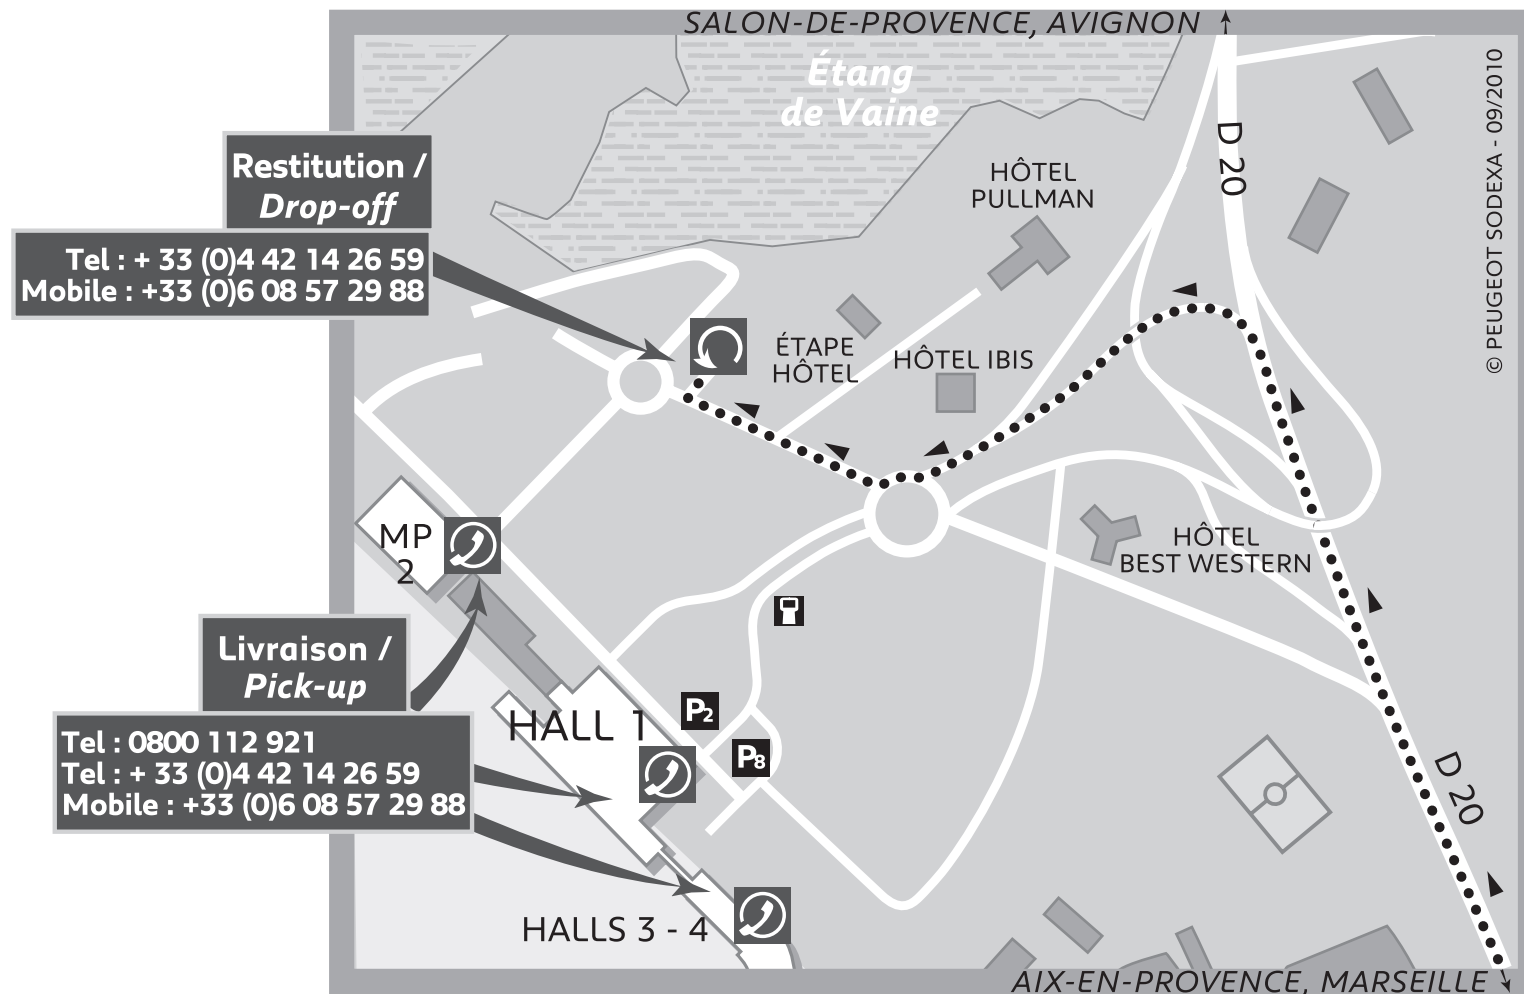 SALON-DE-PROVENCE, AVIGNON
Étang
de Vaine
D 20
© PEUGEOT SODEXA - 09/2010
Restitution /
Drop-off
Tel : + 33 (0)4 42 14 26 59
Mobile : +33 (0)6 08 57 29 88
HÔTEL
PULLMAN
ÉTAPE
HÔTEL
HÔTEL IBIS
MP
2
HÔTEL
BEST WESTERN
Livraison /
Pick-up
Tel : 0800 112 921
Tel : + 33 (0)4 42 14 26 59
Mobile : +33 (0)6 08 57 29 88
HALL 1
P2
P8
D 20
HALLS 3 - 4
AIX-EN-PROVENCE, MARSEILLE